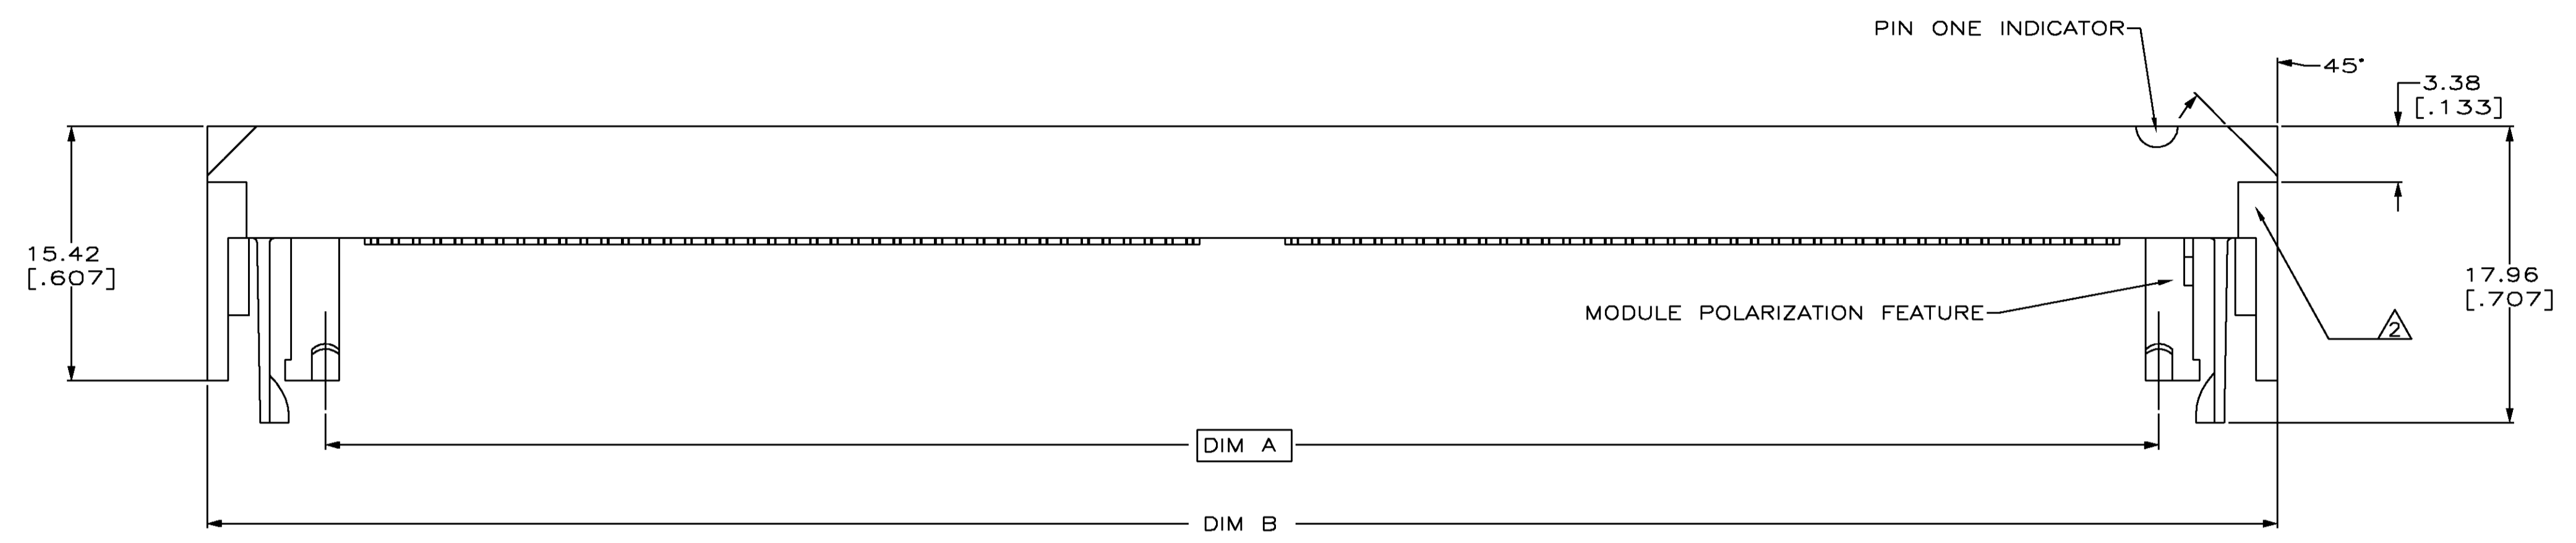 PIN ONE INDICATOR
45°
3.38
[.133]
15.42
[.607]
17.96
[.707]
MODULE POLARIZATION FEATURE
2
DIM A
DIM B